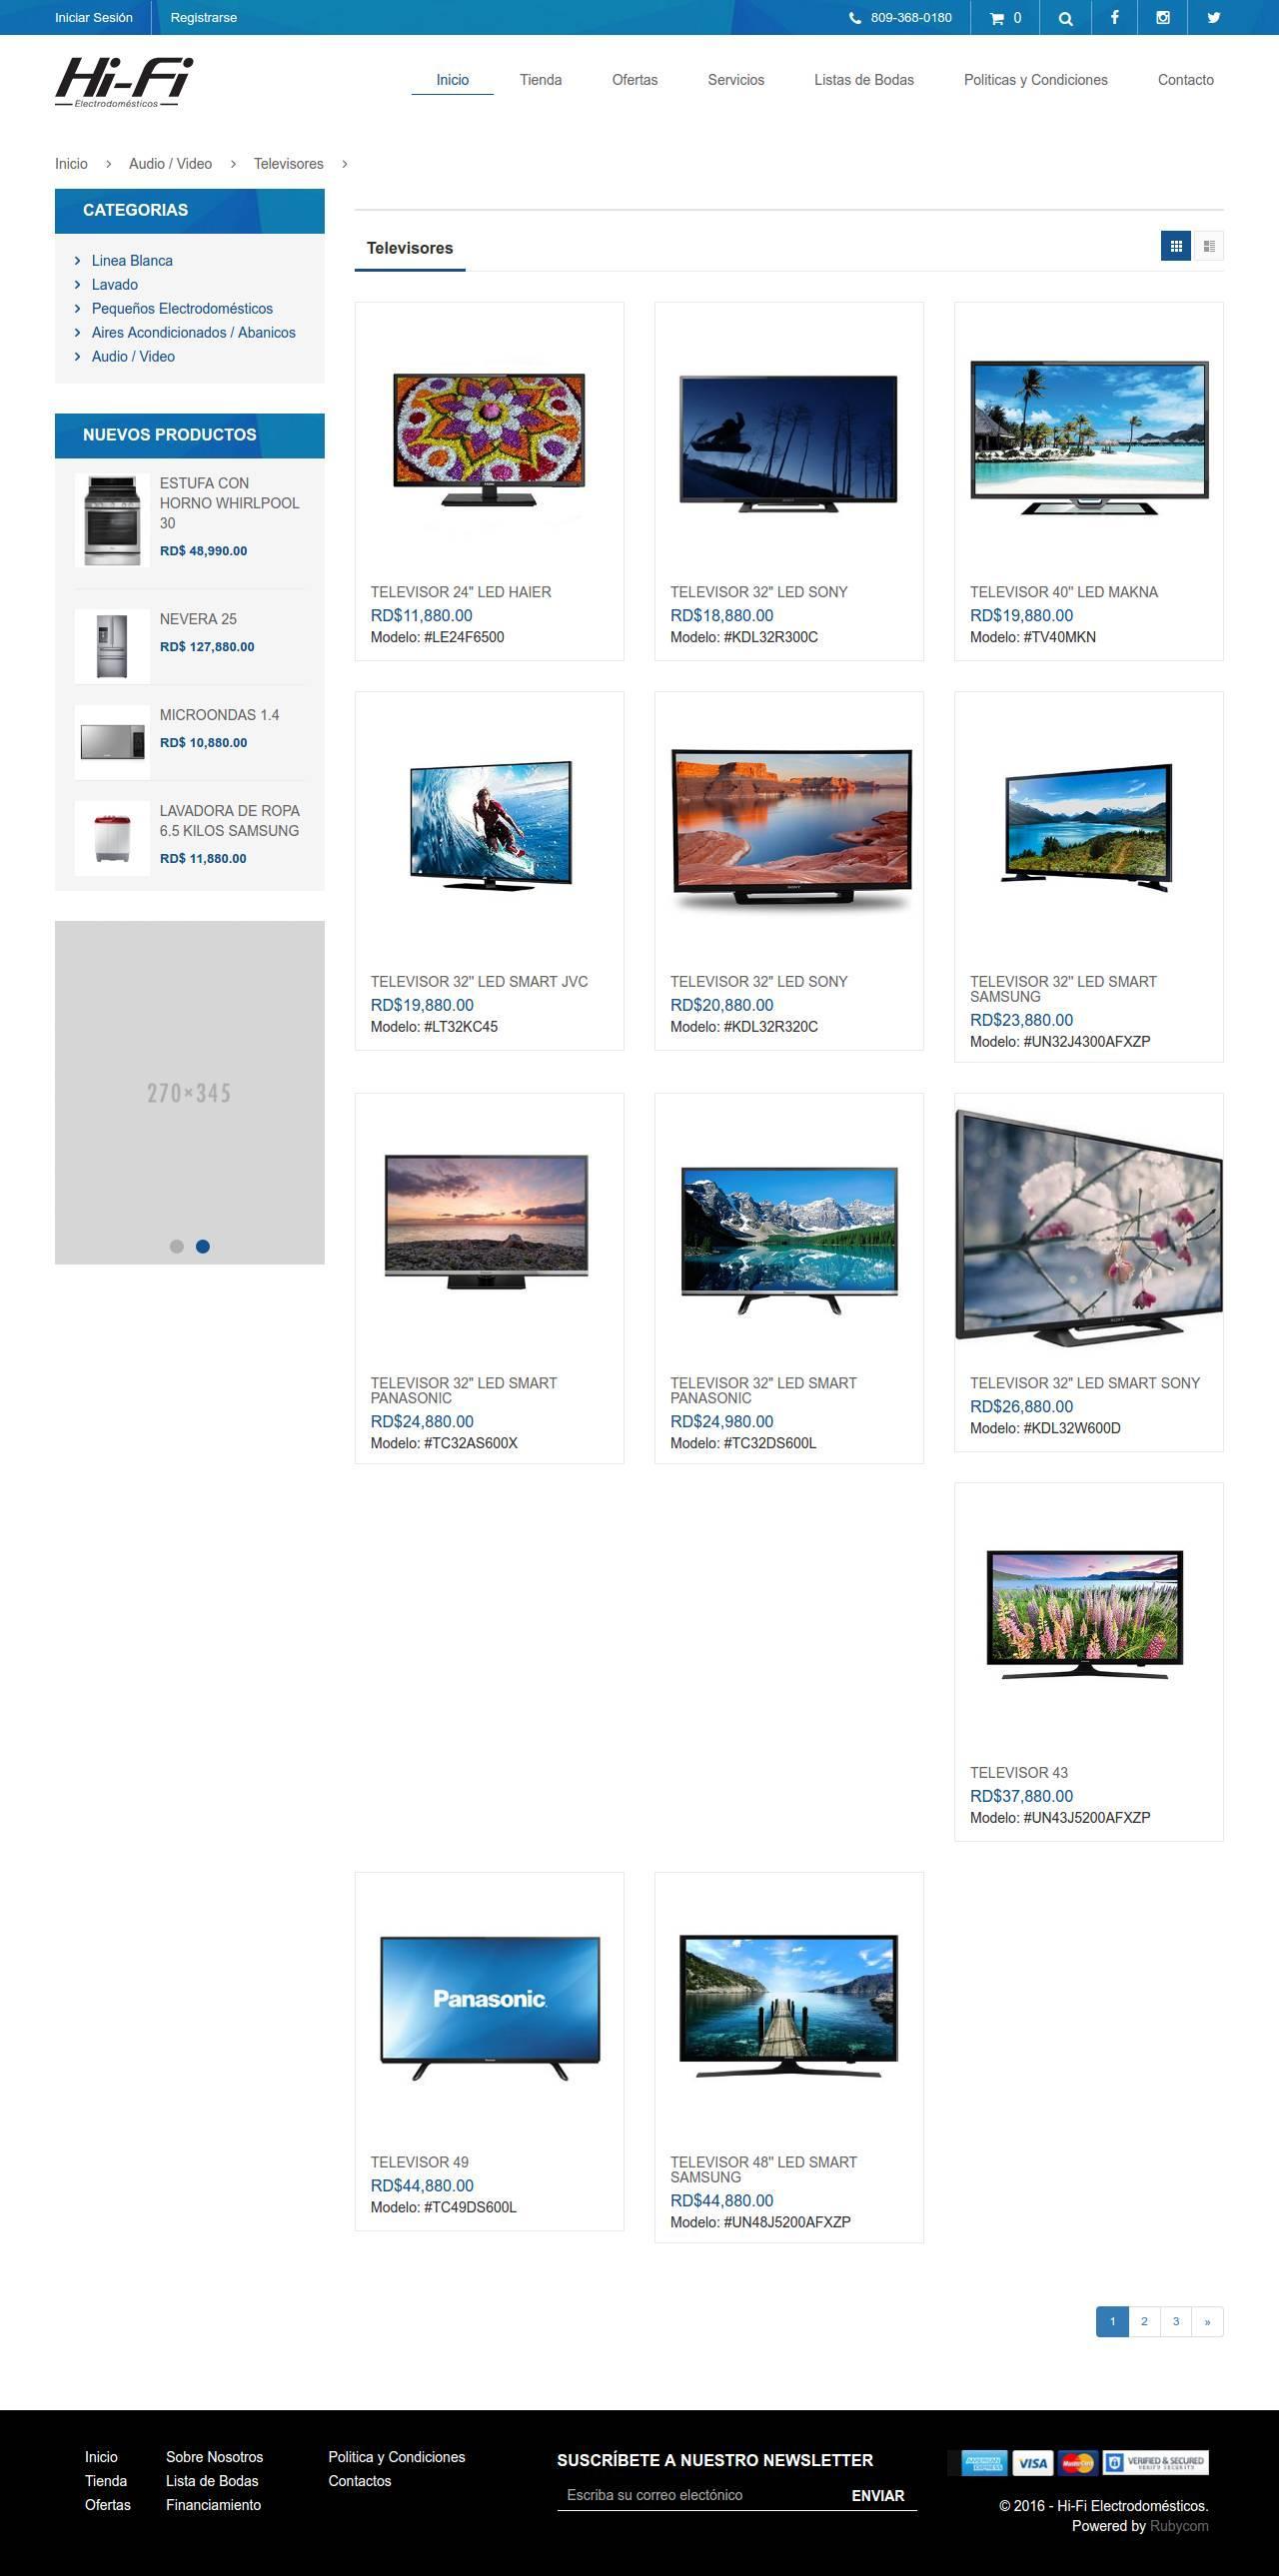 Iniciar Sesión
Registrarse
809-368-0180
0
Hi-Fi
Electrodomésticos
Inicio
Tienda
Ofertas
Servicios
Listas de Bodas
Politicas y Condiciones
Contacto
Inicio > Audio / Video > Televisores >
CATEGORIAS
Linea Blanca
Lavado
Pequeños Electrodomésticos
Aires Acondicionados / Abanicos
Audio / Video
NUEVOS PRODUCTOS
ESTUFA CON
HORNO WHIRLPOOL
30
RD$ 48,990.00
NEVERA 25
RD$ 127,880.00
MICROONDAS 1.4
RD$ 10,880.00
LAVADORA DE ROPA
6.5 KILOS SAMSUNG
RD$ 11,880.00
270×345
Televisores
TELEVISOR 24" LED HAIER
RD$11,880.00
Modelo: #LE24F6500
TELEVISOR 32" LED SONY
RD$18,880.00
Modelo: #KDL32R300C
TELEVISOR 40" LED MAKNA
RD$19,880.00
Modelo: #TV40MKN
TELEVISOR 32" LED SMART JVC
RD$19,880.00
Modelo: #LT32KC45
TELEVISOR 32" LED SONY
RD$20,880.00
Modelo: #KDL32R320C
TELEVISOR 32" LED SMART
SAMSUNG
RD$23,880.00
Modelo: #UN32J4300AFXZP
TELEVISOR 32" LED SMART
PANASONIC
RD$24,880.00
Modelo: #TC32AS600X
TELEVISOR 32" LED SMART
PANASONIC
RD$24,980.00
Modelo: #TC32DS600L
TELEVISOR 32" LED SMART SONY
RD$26,880.00
Modelo: #KDL32W600D
TELEVISOR 43
RD$37,880.00
Modelo: #UN43J5200AFXZP
Panasonic
TELEVISOR 49
RD$44,880.00
Modelo: #TC49DS600L
TELEVISOR 48" LED SMART
SAMSUNG
RD$44,880.00
Modelo: #UN48J5200AFXZP
1 2 3 »
Inicio
Tienda
Ofertas
Sobre Nosotros
Lista de Bodas
Financiamiento
Politica y Condiciones
Contactos
SUSCRÍBETE A NUESTRO NEWSLETTER
Escriba su correo electónico
ENVIAR
AMERICAN EXPRESS
VISA
MasterCard
VERIFIED & SECURED
VERIFY SECURITY
© 2016 - Hi-Fi Electrodomésticos.
Powered by Rubycom